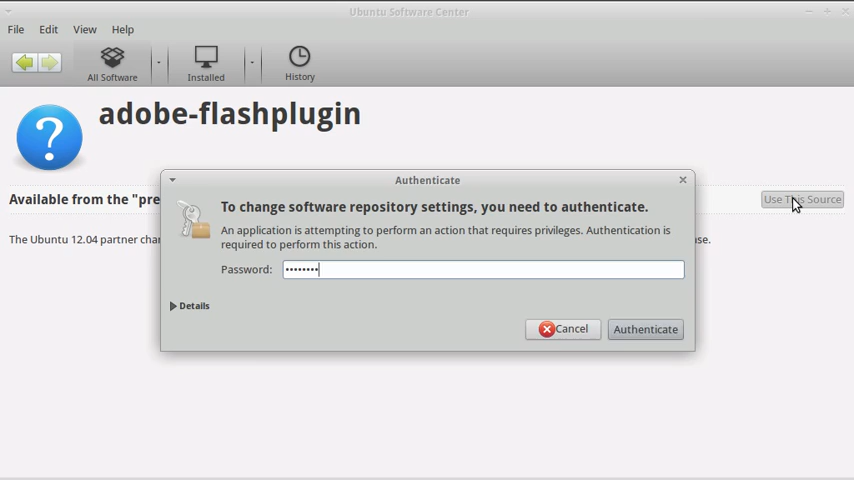 Ubuntu Software Center
File Edit View Help
All Software Installed History
adobe-flashplugin
Available from the "pre
Use This Source
The Ubuntu 12.04 partner char
se.
Authenticate
To change software repository settings, you need to authenticate.
An application is attempting to perform an action that requires privileges. Authentication is
required to perform this action.
Password: ••••••••
Details
Cancel Authenticate